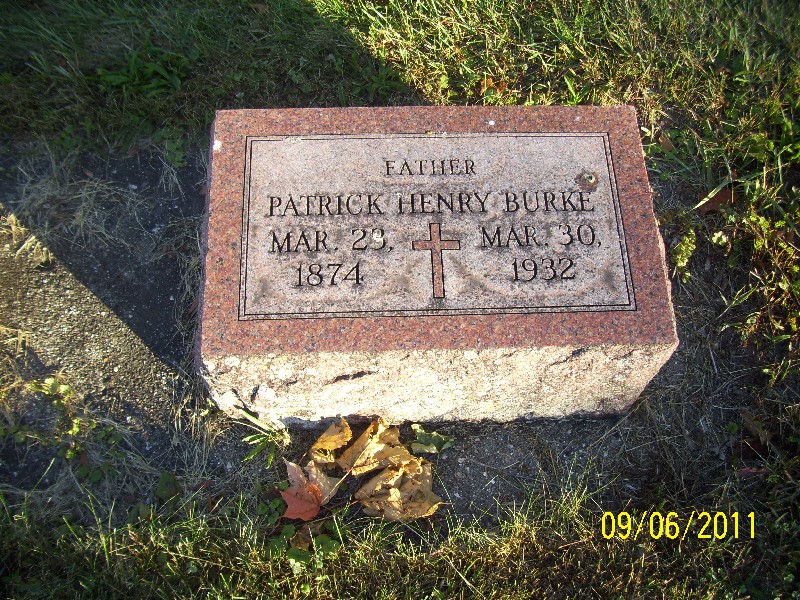 FATHER
PATRICK HENRY BURKE
MAR. 23, MAR. 30,
1874 1932
09/06/2011